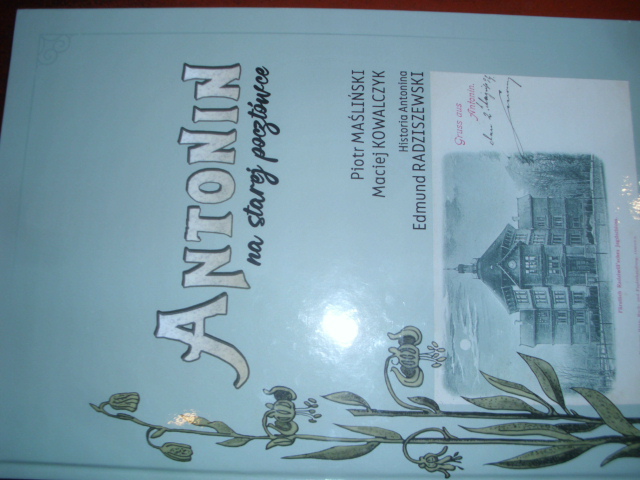 ANTONIN
na starej pocztówce
Piotr MAŚLIŃSKI
Maciej KOWALCZYK
Historia Antonina
Edmund RADZISZEWSKI
Gruss aus Antonin.